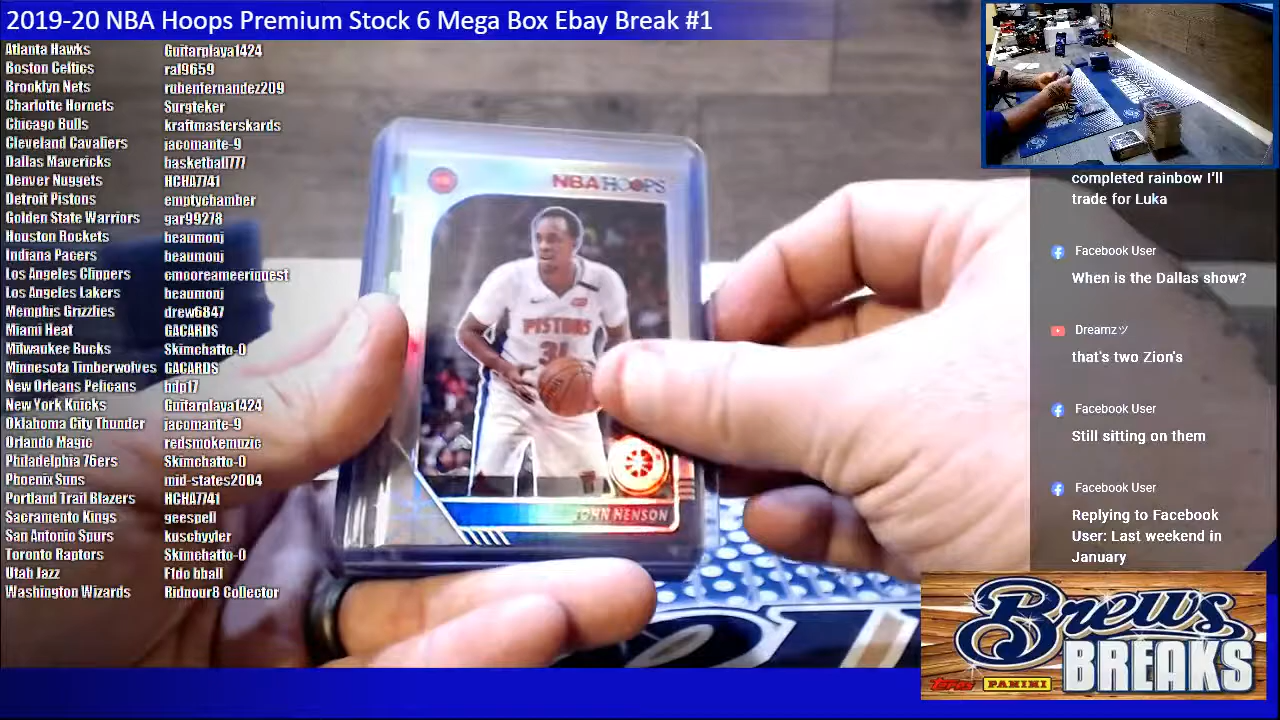 2019-20 NBA Hoops Premium Stock 6 Mega Box Ebay Break #1
Atlanta Hawks Guitarplaya1424
Boston Celtics ral9659
Brooklyn Nets rubenfernandez209
Charlotte Hornets Surgteker
Chicago Bulls kraftmasterskards
Cleveland Cavaliers jacomante-9
Dallas Mavericks basketball777
Denver Nuggets HCHA7741
Detroit Pistons emptychamber
Golden State Warriors gar99278
Houston Rockets beaumonj
Indiana Pacers beaumonj
Los Angeles Clippers cmooreameeriquest
Los Angeles Lakers beaumonj
Memphis Grizzlies drew6847
Miami Heat GACARDS
Milwaukee Bucks Skimchatto-0
Minnesota Timberwolves GACARDS
New Orleans Pelicans bdp17
New York Knicks Guitarplaya1424
Oklahoma City Thunder jacomante-9
Orlando Magic redsmokemuzic
Philadelphia 76ers Skimchatto-0
Phoenix Suns mid-states2004
Portland Trail Blazers HCHA7741
Sacramento Kings geespell
San Antonio Spurs kuschyyler
Toronto Raptors Skimchatto-0
Utah Jazz Ftdo bball
Washington Wizards Ridnour8 Collector
NBA HOOPS
PISTONS
31
JOHN HENSON
completed rainbow I'll
trade for Luka
Facebook User
When is the Dallas show?
Dreamzツ
that's two Zion's
Facebook User
Still sitting on them
Facebook User
Replying to Facebook
User: Last weekend in
January
Brews
BREAKS
Topps PANINI